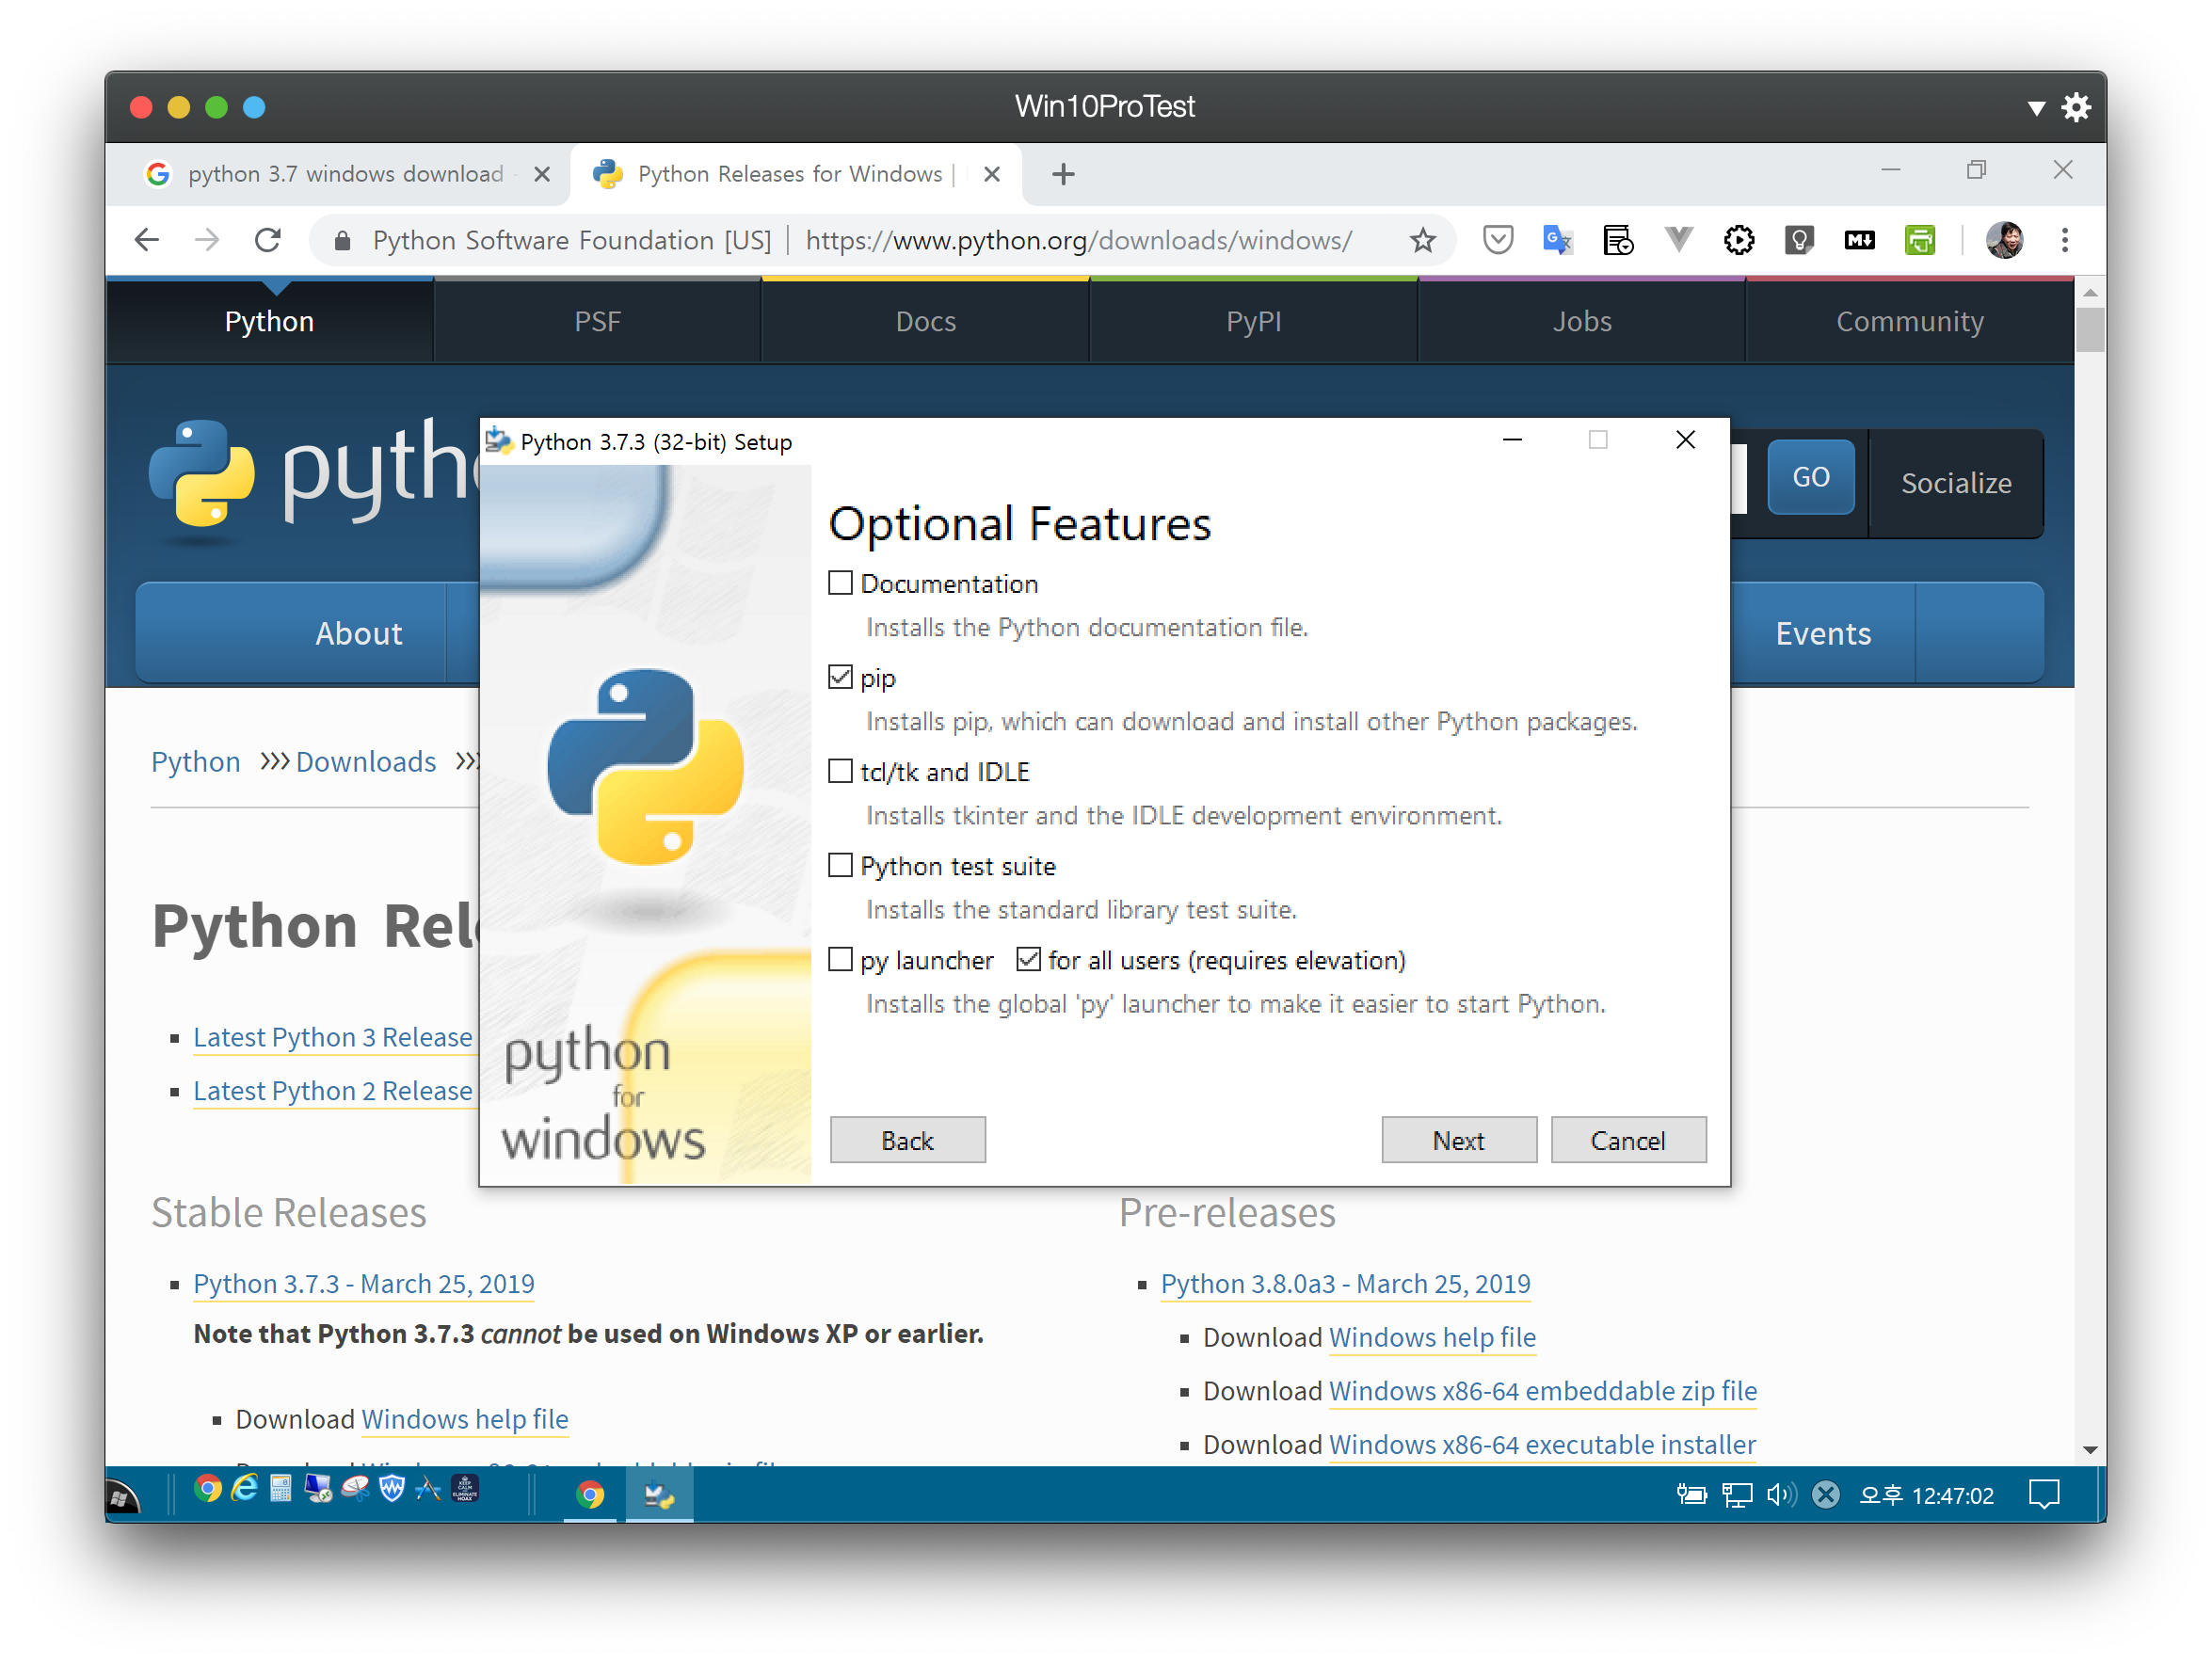 Win10ProTest
python 3.7 windows download
Python Releases for Windows |
Python Software Foundation [US] | https://www.python.org/downloads/windows/
Python
PSF
Docs
PyPI
Jobs
Community
GO
Socialize
About
Events
Python >>> Downloads >>>
Latest Python 3 Release
Latest Python 2 Release
Python 3.7.3 (32-bit) Setup
Optional Features
Documentation
Installs the Python documentation file.
pip
Installs pip, which can download and install other Python packages.
tcl/tk and IDLE
Installs tkinter and the IDLE development environment.
Python test suite
Installs the standard library test suite.
py launcher for all users (requires elevation)
Installs the global 'py' launcher to make it easier to start Python.
python
for
windows
Back
Next
Cancel
Stable Releases
Python 3.7.3 - March 25, 2019
Note that Python 3.7.3 cannot be used on Windows XP or earlier.
Download Windows help file
Pre-releases
Python 3.8.0a3 - March 25, 2019
Download Windows help file
Download Windows x86-64 embeddable zip file
Download Windows x86-64 executable installer
오후 12:47:02